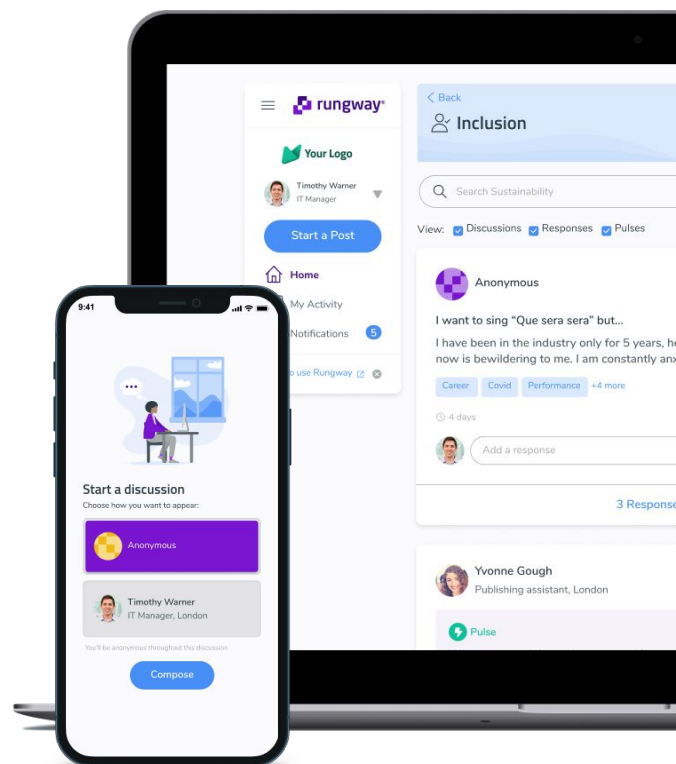 rungway®
Your Logo
Timothy Warner
IT Manager
Start a Post
Home
My Activity
Notifications 5
to use Rungway
< Back
Inclusion
Search Sustainability
View: Discussions Responses Pulses
Anonymous
I want to sing “Que sera sera” but...
I have been in the industry only for 5 years, he
now is bewildering to me. I am constantly anx
Career Covid Performance +4 more
4 days
Add a response
3 Response
Yvonne Gough
Publishing assistant, London
Pulse
9:41
Start a discussion
Choose how you want to appear:
Anonymous
Timothy Warner
IT Manager, London
You'll be anonymous throughout this discussion
Compose